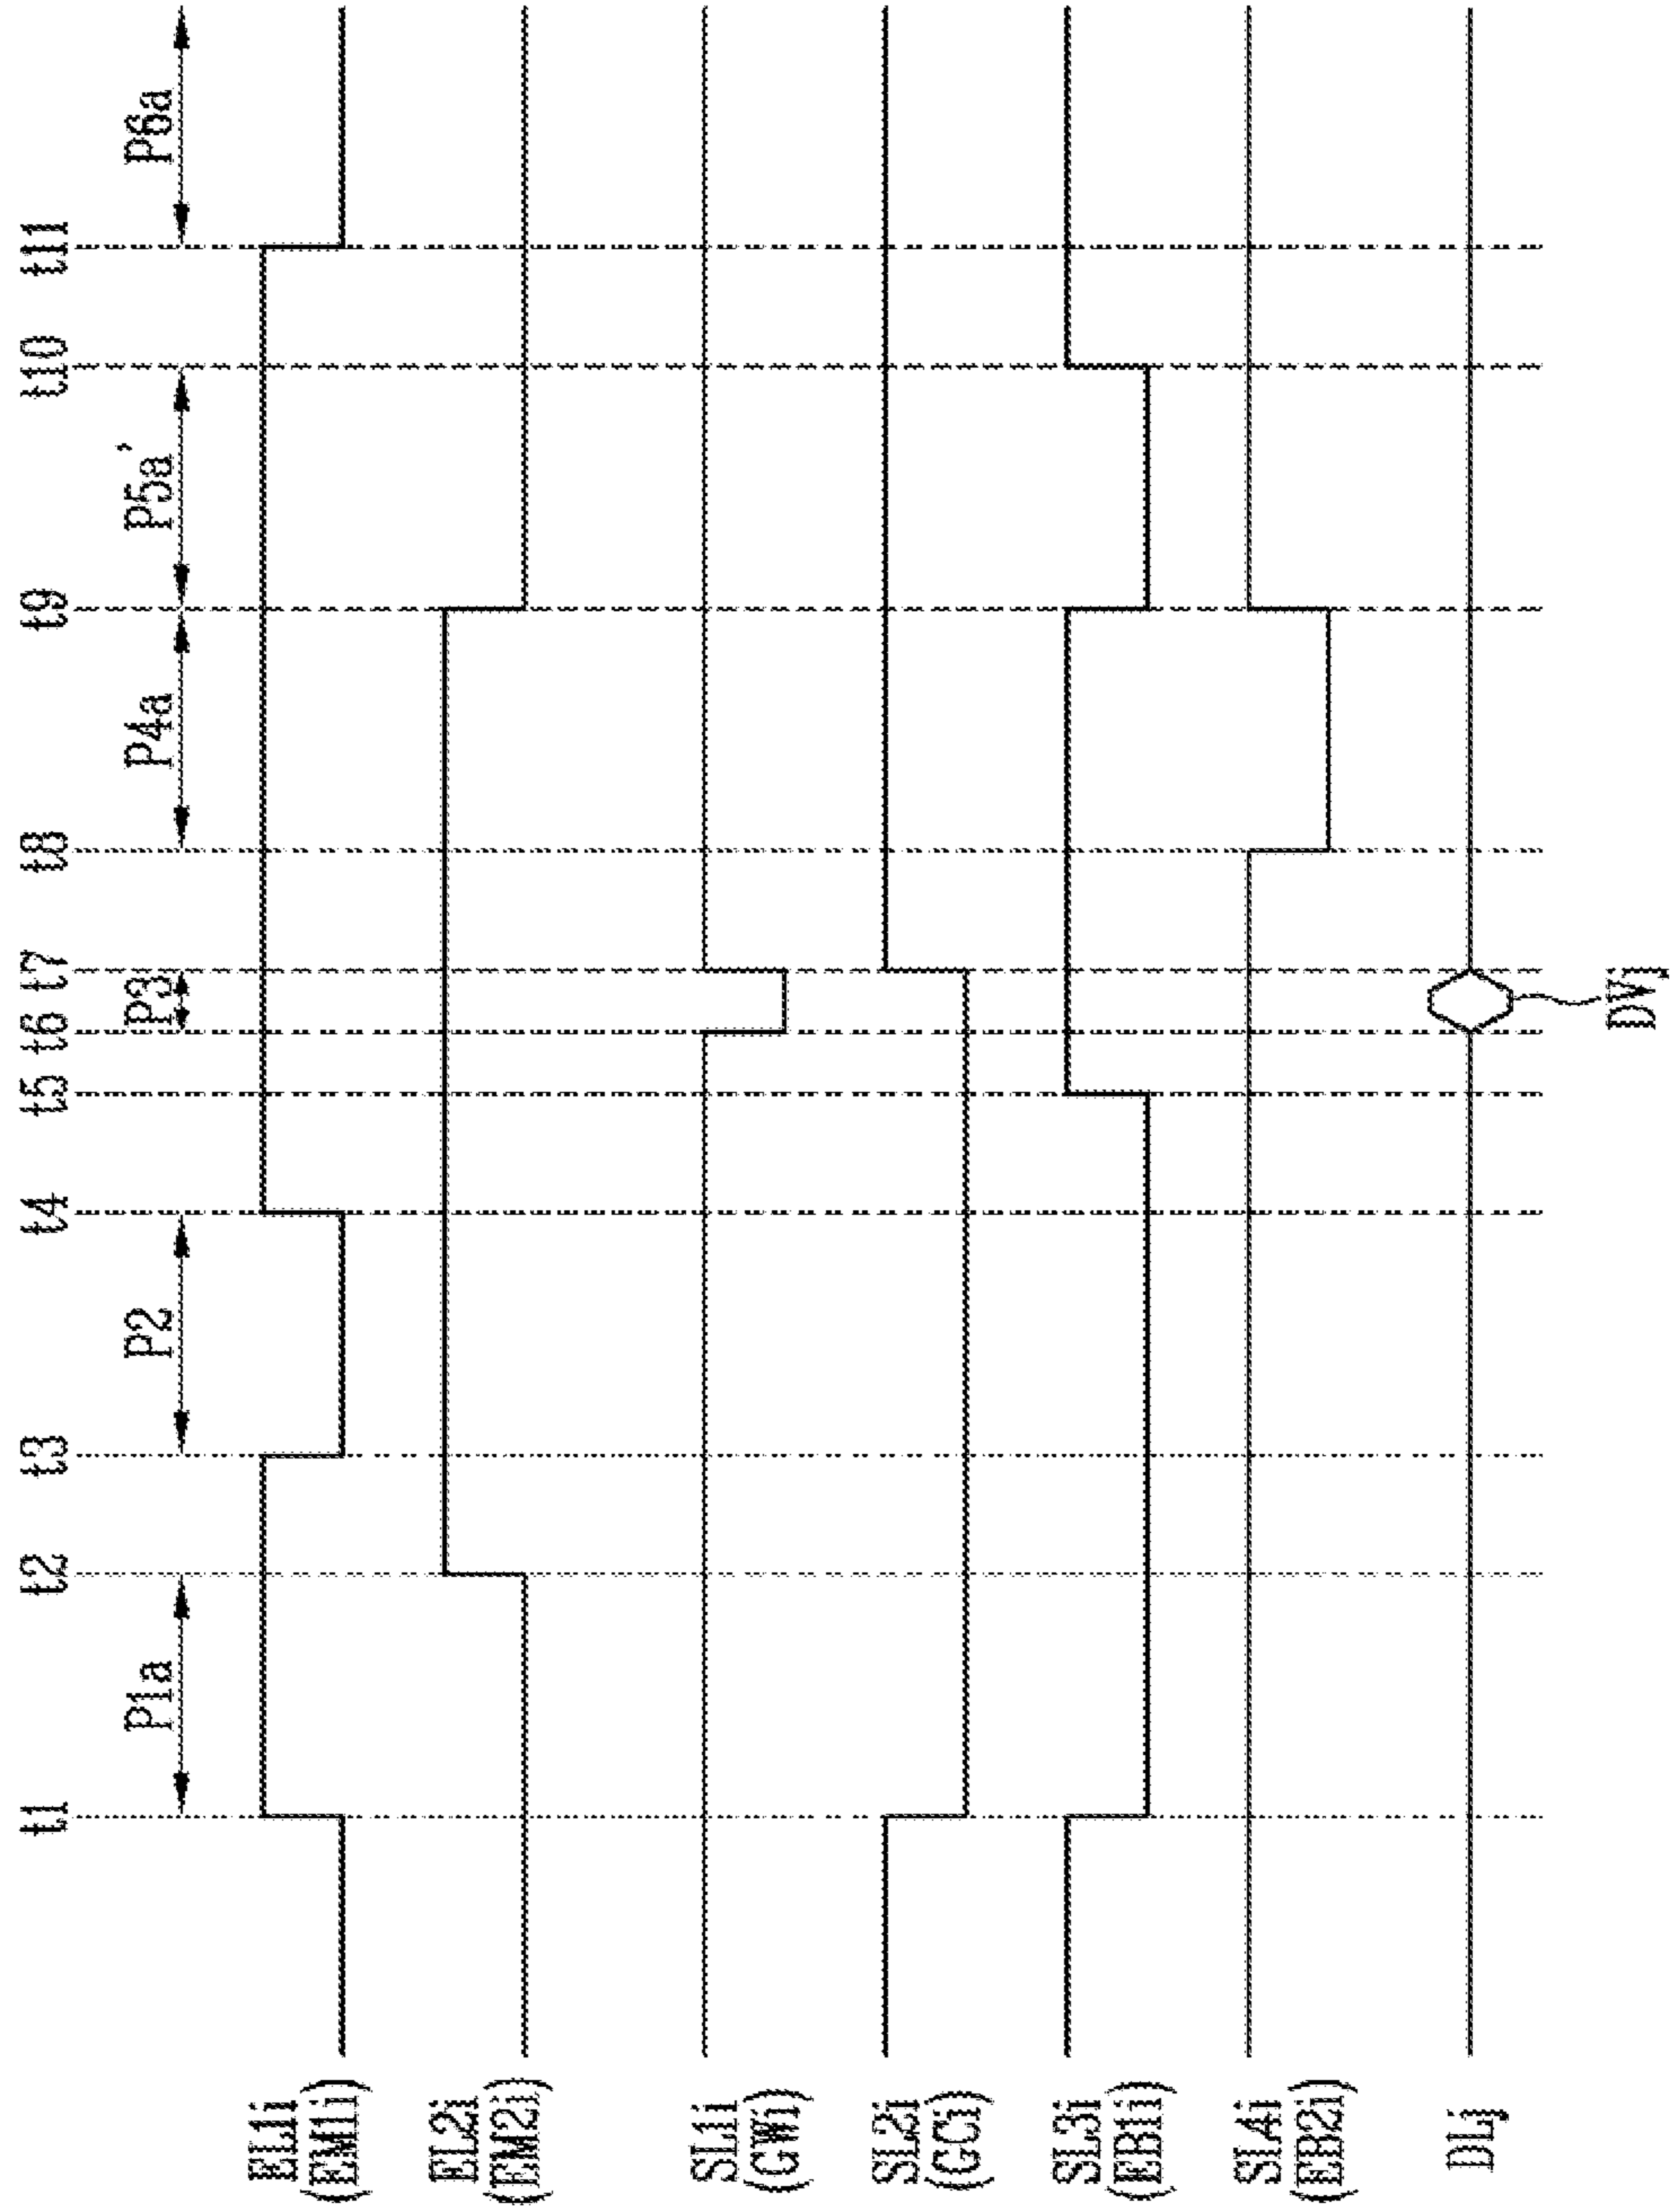 t1 t2 t3 t4 t5 t6 t7 t8 t9 t10 t11
P1a P2 P3 P4a P5a' P6a
EL1i
(EM1i)
EL2i
(EM2i)
SL1i
(GWi)
SL2i
(GCi)
SL3i
(EB1i)
SL4i
(EB2i)
DLj
DVj